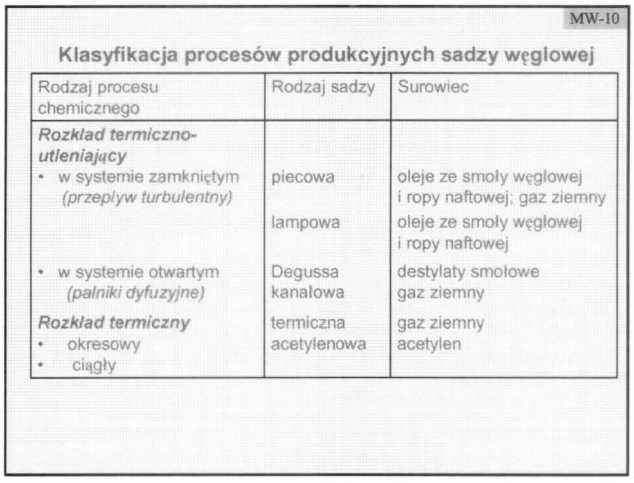 MW-10
Klasyfikacja procesów produkcyjnych sadzy węglowej
Rodzaj procesu chemicznego
Rodzaj sadzy
Surowiec
Rozkład termiczno-
utleniający
• w systemie zamkniętym
(przepływ turbulentny)
piecowa
oleje ze smoły węglowej
i ropy naftowej; gaz ziemny
lampowa
oleje ze smoły węglowej
i ropy naftowej
• w systemie otwartym
(palniki dyfuzyjne)
Degussa
kanałowa
destylaty smołowe
gaz ziemny
Rozkład termiczny
• okresowy
• ciągły
termiczna
acetylenowa
gaz ziemny
acetylen